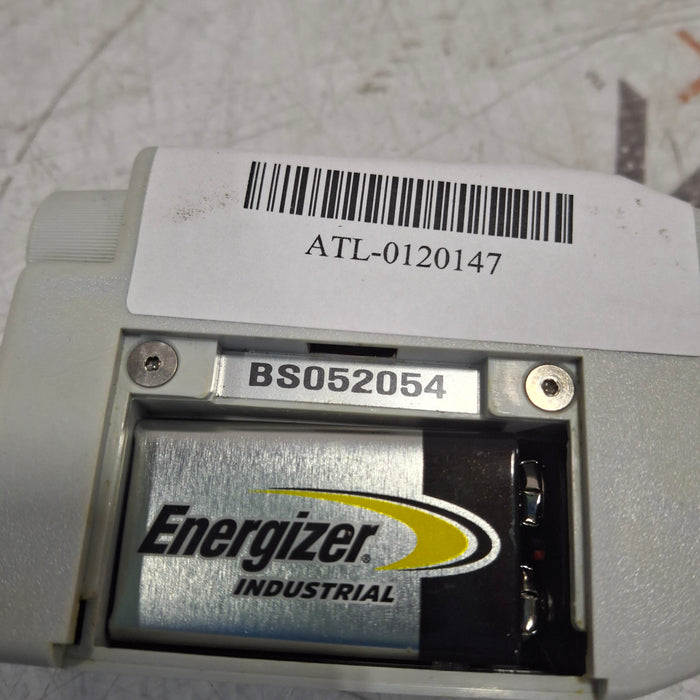 ATL-0120147
BS052054
Energizer®
INDUSTRIAL